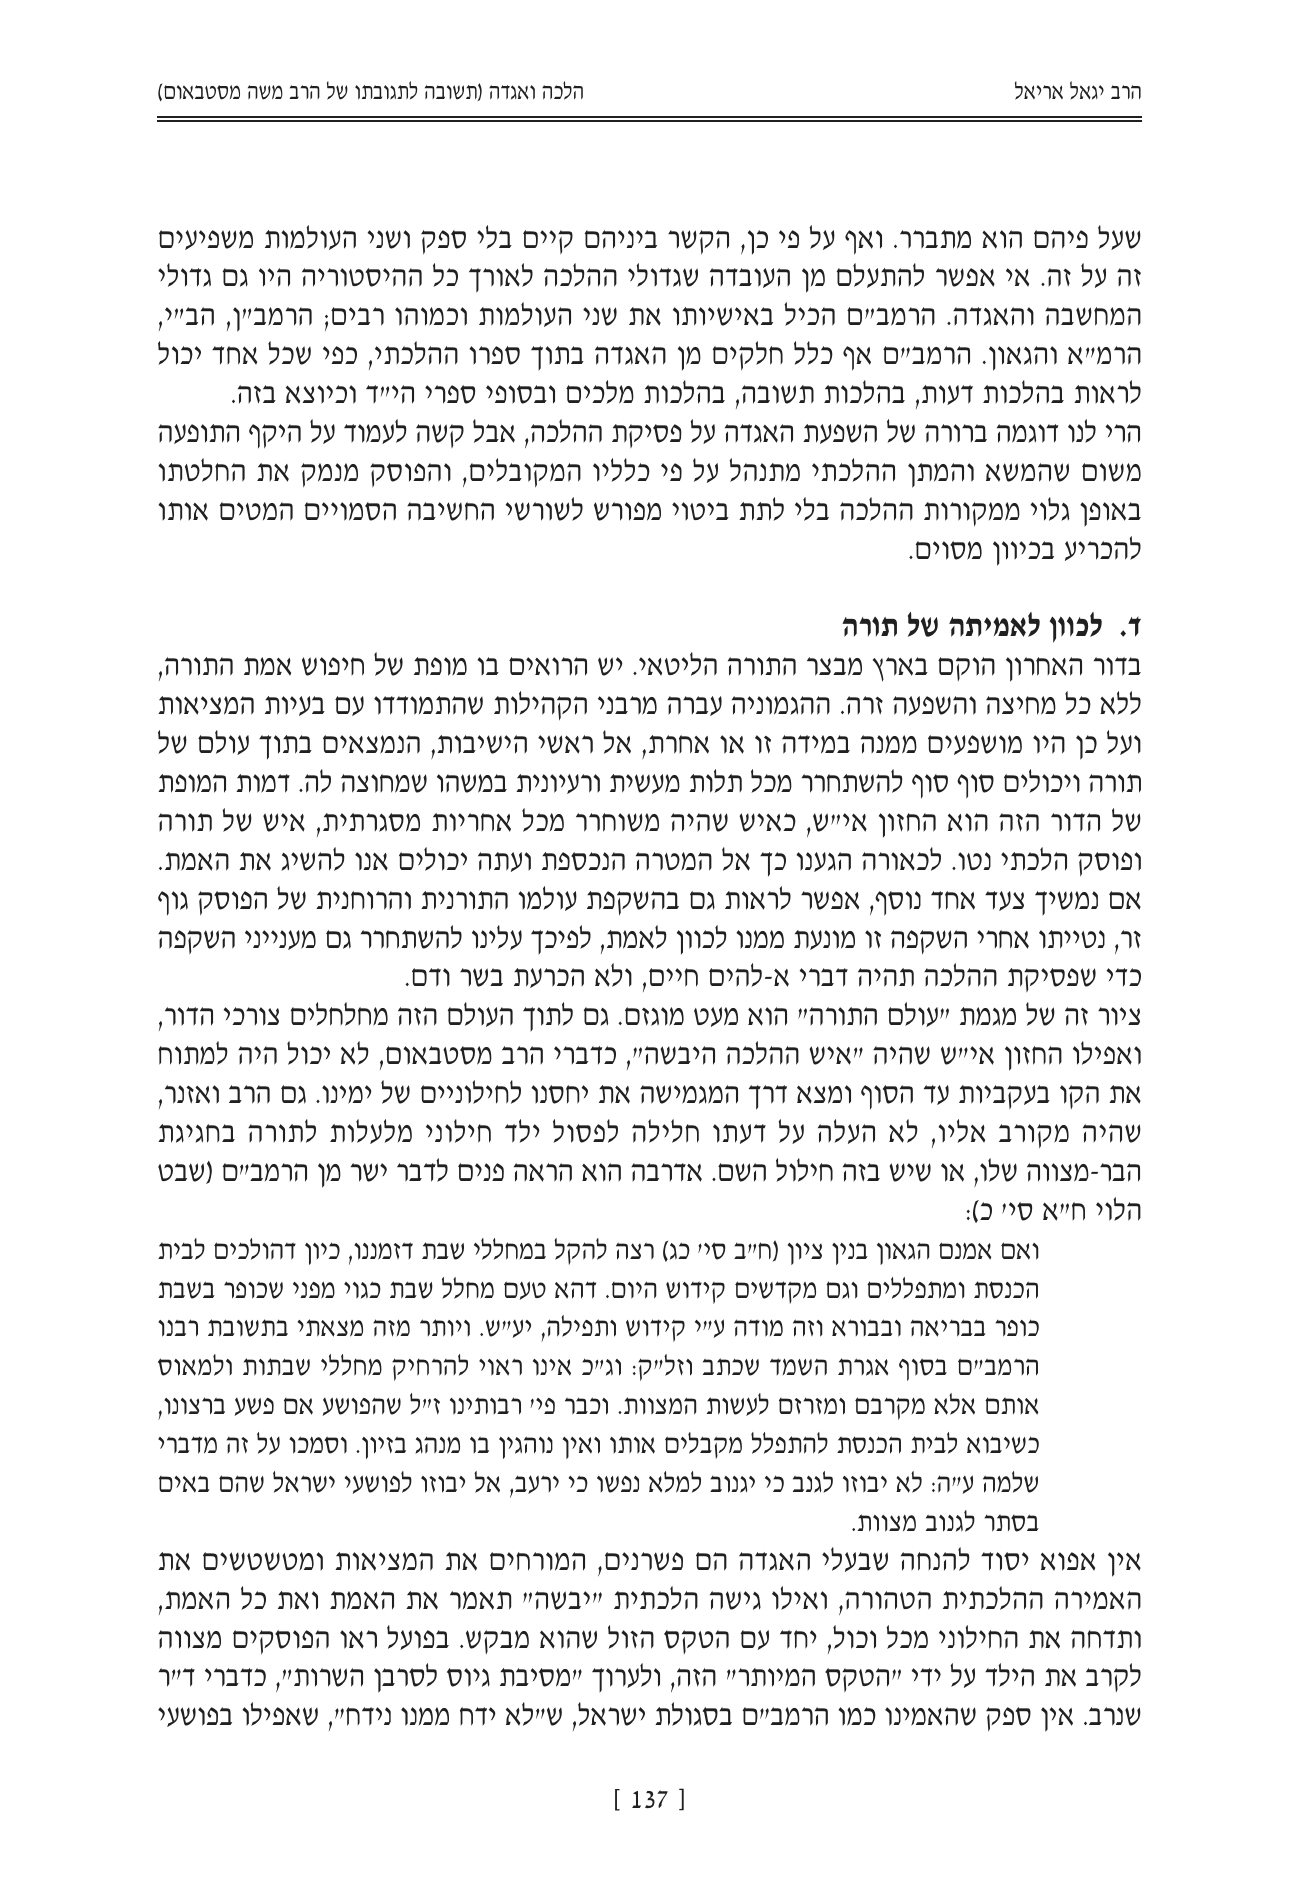 הרב יגאל אריאל
הלכה ואגדה (תשובה לתגובתו של הרב משה מסטבאום)
שעל פיהם הוא מתברר. ואף על פי כן, הקשר ביניהם קיים בלי ספק ושני העולמות משפיעים
זה על זה. אי אפשר להתעלם מן העובדה שגדולי ההלכה לאורך כל ההיסטוריה היו גם גדולי
המחשבה והאגדה. הרמב״ם הכיל באישיותו את שני העולמות וכמוהו רבים; הרמב״ן, הב״י,
הרמ״א והגאון. הרמב״ם אף כלל חלקים מן האגדה בתוך ספרו ההלכתי, כפי שכל אחד יכול
לראות בהלכות דעות, בהלכות תשובה, בהלכות מלכים ובסופי ספרי הי״ד וכיוצא בזה.
הרי לנו דוגמה ברורה של השפעת האגדה על פסיקת ההלכה, אבל קשה לעמוד על היקף התופעה
משום שהמשא והמתן ההלכתי מתנהל על פי כלליו המקובלים, והפוסק מנמק את החלטתו
באופן גלוי ממקורות ההלכה בלי לתת ביטוי מפורש לשורשי החשיבה הסמויים המטים אותו
להכריע בכיוון מסוים.
ד. לכוון לאמיתה של תורה
בדור האחרון הוקם בארץ מבצר התורה הליטאי. יש הרואים בו מופת של חיפוש אמת התורה,
ללא כל מחיצה והשפעה זרה. ההגמוניה עברה מרבני הקהילות שהתמודדו עם בעיות המציאות
ועל כן היו מושפעים ממנה במידה זו או אחרת, אל ראשי הישיבות, הנמצאים בתוך עולם של
תורה ויכולים סוף סוף להשתחרר מכל תלות מעשית ורעיונית במשהו שמחוצה לה. דמות המופת
של הדור הזה הוא החזון אי״ש, כאיש שהיה משוחרר מכל אחריות מסגרתית, איש של תורה
ופוסק הלכתי נטו. לכאורה הגענו כך אל המטרה הנכספת ועתה יכולים אנו להשיג את האמת.
אם נמשיך צעד אחד נוסף, אפשר לראות גם בהשקפת עולמו התורנית והרוחנית של הפוסק גוף
זר, נטייתו אחרי השקפה זו מונעת ממנו לכוון לאמת, לפיכך עלינו להשתחרר גם מענייני השקפה
כדי שפסיקת ההלכה תהיה דברי א-להים חיים, ולא הכרעת בשר ודם.
ציור זה של מגמת ״עולם התורה״ הוא מעט מוגזם. גם לתוך העולם הזה מחלחלים צורכי הדור,
ואפילו החזון אי״ש שהיה ״איש ההלכה היבשה״, כדברי הרב מסטבאום, לא יכול היה למתוח
את הקו בעקביות עד הסוף ומצא דרך המגמישה את יחסנו לחילוניים של ימינו. גם הרב ואזנר,
שהיה מקורב אליו, לא העלה על דעתו חלילה לפסול ילד חילוני מלעלות לתורה בחגיגת
הבר-מצווה שלו, או שיש בזה חילול השם. אדרבה הוא הראה פנים לדבר ישר מן הרמב״ם (שבט
הלוי ח״א סי׳ כ):
ואם אמנם הגאון בנין ציון (ח״ב סי׳ כג) רצה להקל במחללי שבת דזמננו, כיון דהולכים לבית
הכנסת ומתפללים וגם מקדשים קידוש היום. דהא טעם מחלל שבת כגוי מפני שכופר בשבת
כופר בבריאה ובבורא וזה מודה ע״י קידוש ותפילה, יע״ש. ויותר מזה מצאתי בתשובת רבנו
הרמב״ם בסוף אגרת השמד שכתב וזל״ק: וג״כ אינו ראוי להרחיק מחללי שבתות ולמאוס
אותם אלא מקרבם ומזרזם לעשות המצוות. וכבר פי׳ רבותינו ז״ל שהפושע אם פשע ברצונו,
כשיבוא לבית הכנסת להתפלל מקבלים אותו ואין נוהגין בו מנהג בזיון. וסמכו על זה מדברי
שלמה ע״ה: לא יבוזו לגנב כי יגנוב למלא נפשו כי ירעב, אל יבוזו לפושעי ישראל שהם באים
בסתר לגנוב מצוות.
אין אפוא יסוד להנחה שבעלי האגדה הם פשרנים, המורחים את המציאות ומטשטשים את
האמירה ההלכתית הטהורה, ואילו גישה הלכתית ״יבשה״ תאמר את האמת ואת כל האמת,
ותדחה את החילוני מכל וכול, יחד עם הטקס הזול שהוא מבקש. בפועל ראו הפוסקים מצווה
לקרב את הילד על ידי ״הטקס המיותר״ הזה, ולערוך ״מסיבת גיוס לסרבן השרות״, כדברי ד״ר
שנרב. אין ספק שהאמינו כמו הרמב״ם בסגולת ישראל, ש״לא ידח ממנו נידח״, שאפילו בפושעי
[ 137 ]